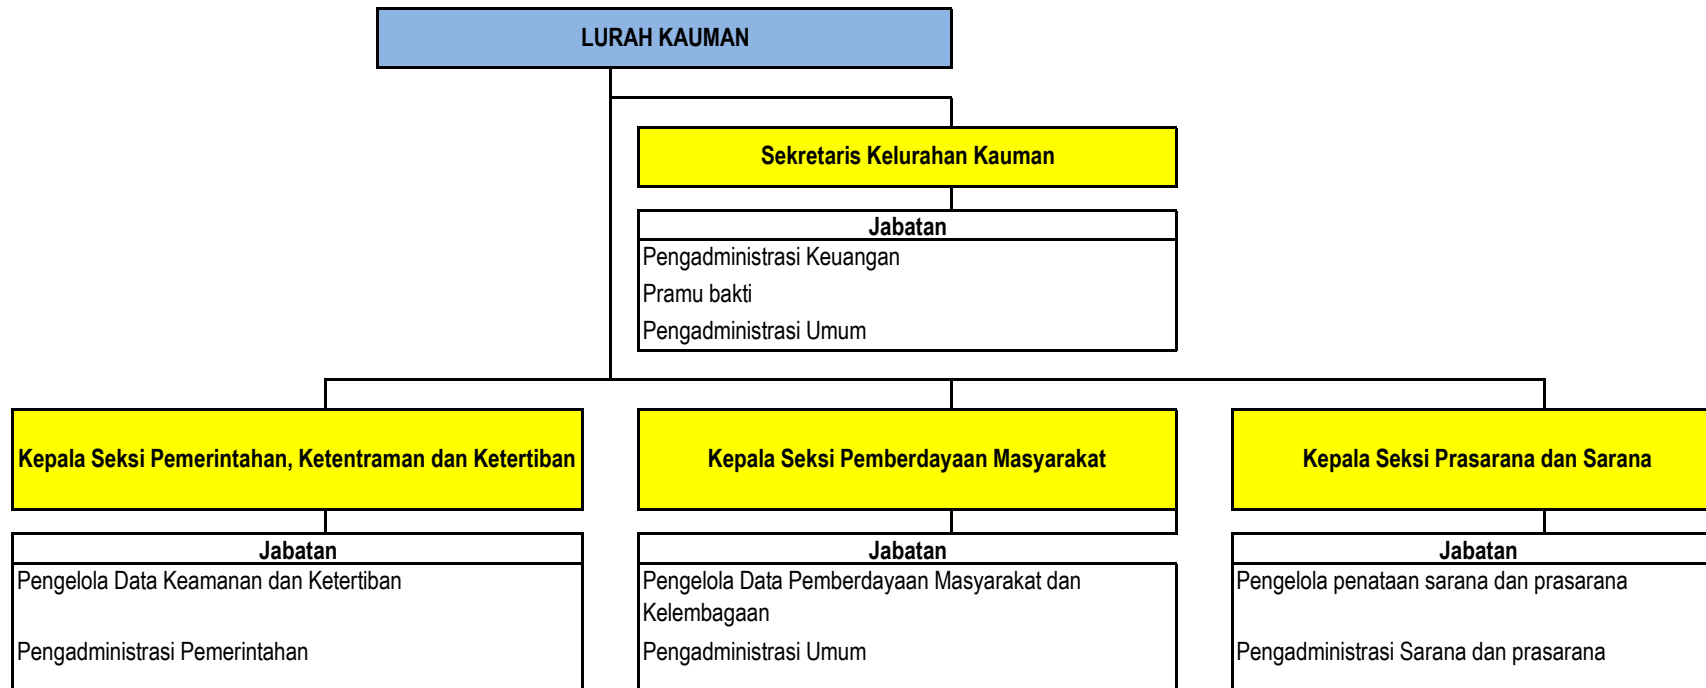 LURAH KAUMAN
Sekretaris Kelurahan Kauman
Jabatan
Pengadministrasi Keuangan
Pramu bakti
Pengadministrasi Umum
Kepala Seksi Pemerintahan, Ketentraman dan Ketertiban
Jabatan
Pengelola Data Keamanan dan Ketertiban
Pengadministrasi Pemerintahan
Kepala Seksi Pemberdayaan Masyarakat
Jabatan
Pengelola Data Pemberdayaan Masyarakat dan
Kelembagaan
Pengadministrasi Umum
Kepala Seksi Prasarana dan Sarana
Jabatan
Pengelola penataan sarana dan prasarana
Pengadministrasi Sarana dan prasarana